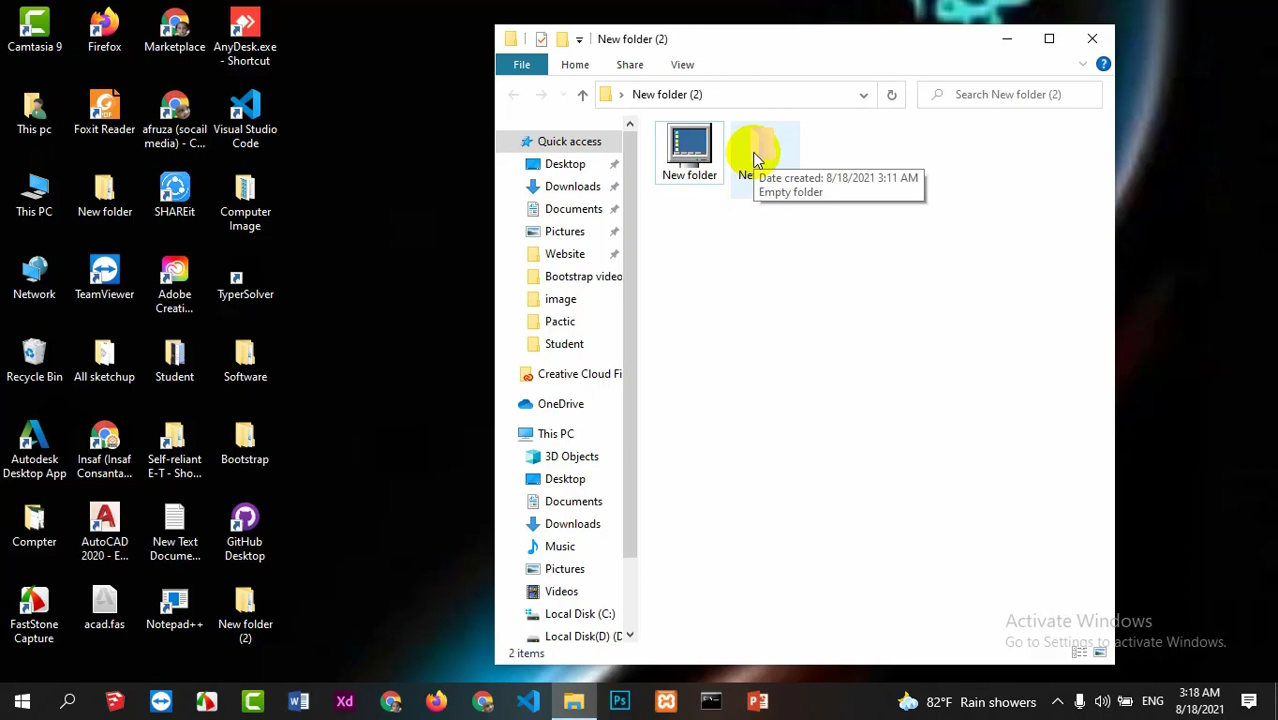 Camtasia 9
Firefox
Marketplace
AnyDesk.exe
- Shortcut
This pc
Foxit Reader
afruza (socail
media) - C...
Visual Studio
Code
This PC
New folder
SHAREit
Computer
Image
Network
TeamViewer
Adobe
Creati...
TyperSolver
Recycle Bin
All sketchup
Student
Software
Autodesk
Desktop App
Insaf (Insaf
Consanta...
Self-reliant
E-T - Sho...
Bootstrap
Compter
AutoCAD
2020 - E...
New Text
Docume...
GitHub
Desktop
FastStone
Capture
acad.fas
Notepad++
New folder
(2)
New folder (2)
File
Home
Share
View
New folder (2)
Search New folder (2)
Quick access
Desktop
Downloads
Documents
Pictures
Website
Bootstrap video
image
Pactic
Student
Creative Cloud Fi
OneDrive
This PC
3D Objects
Desktop
Documents
Downloads
Music
Pictures
Videos
Local Disk (C:)
Local Disk(D) (D
New folder
Date created: 8/18/2021 3:11 AM
Empty folder
2 items
Activate Windows
Go to Settings to activate Windows.
82°F Rain showers
ENG
3:18 AM
8/18/2021